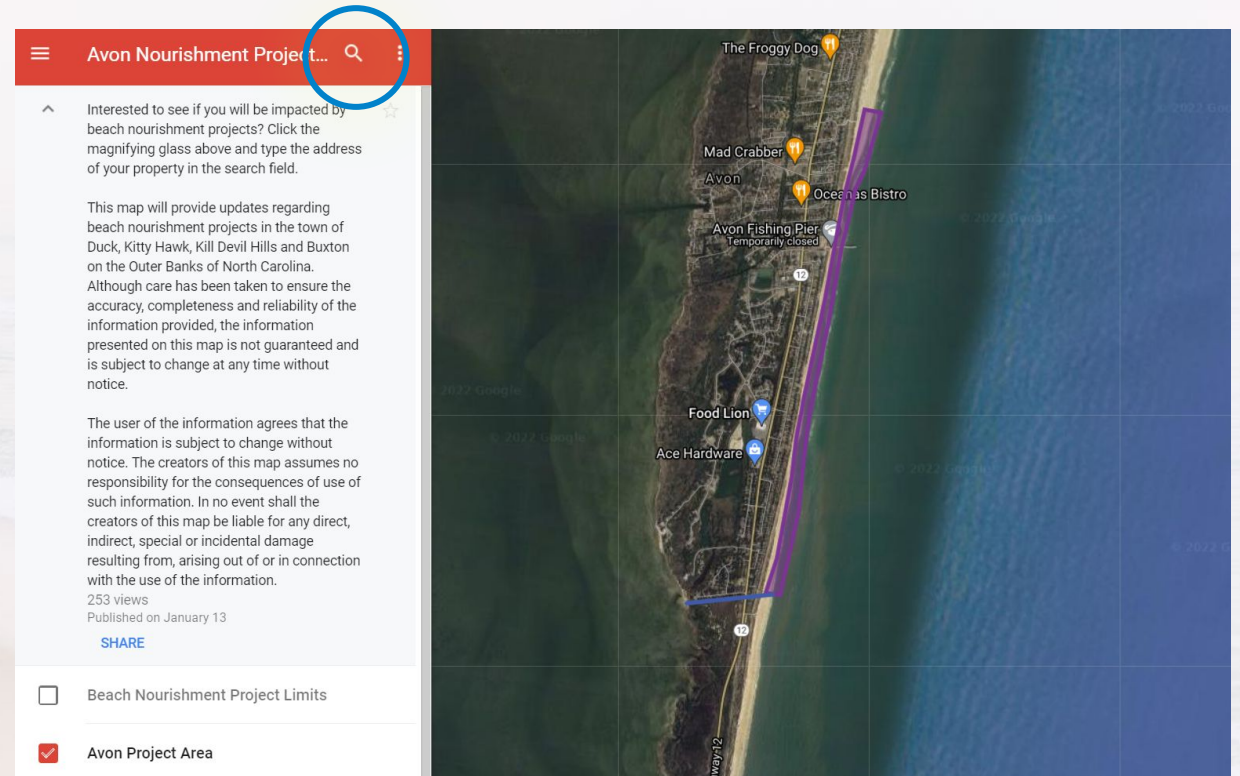 Avon Nourishment Project...
Interested to see if you will be impacted by
beach nourishment projects? Click the
magnifying glass above and type the address
of your property in the search field.
This map will provide updates regarding
beach nourishment projects in the town of
Duck, Kitty Hawk, Kill Devil Hills and Buxton
on the Outer Banks of North Carolina.
Although care has been taken to ensure the
accuracy, completeness and reliability of the
information provided, the information
presented on this map is not guaranteed and
is subject to change at any time without
notice.
The user of the information agrees that the
information is subject to change without
notice. The creators of this map assumes no
responsibility for the consequences of use of
such information. In no event shall the
creators of this map be liable for any direct,
indirect, special or incidental damage
resulting from, arising out of or in connection
with the use of the information.
253 views
Published on January 13
SHARE
Beach Nourishment Project Limits
Avon Project Area
The Froggy Dog
Mad Crabber
Avon
Oceanas Bistro
Avon Fishing Pier
Temporarily closed
12
Food Lion
Ace Hardware
12
way 12
© 2022 Google
© 2022 Google
© 2022 Google
© 2022 Google